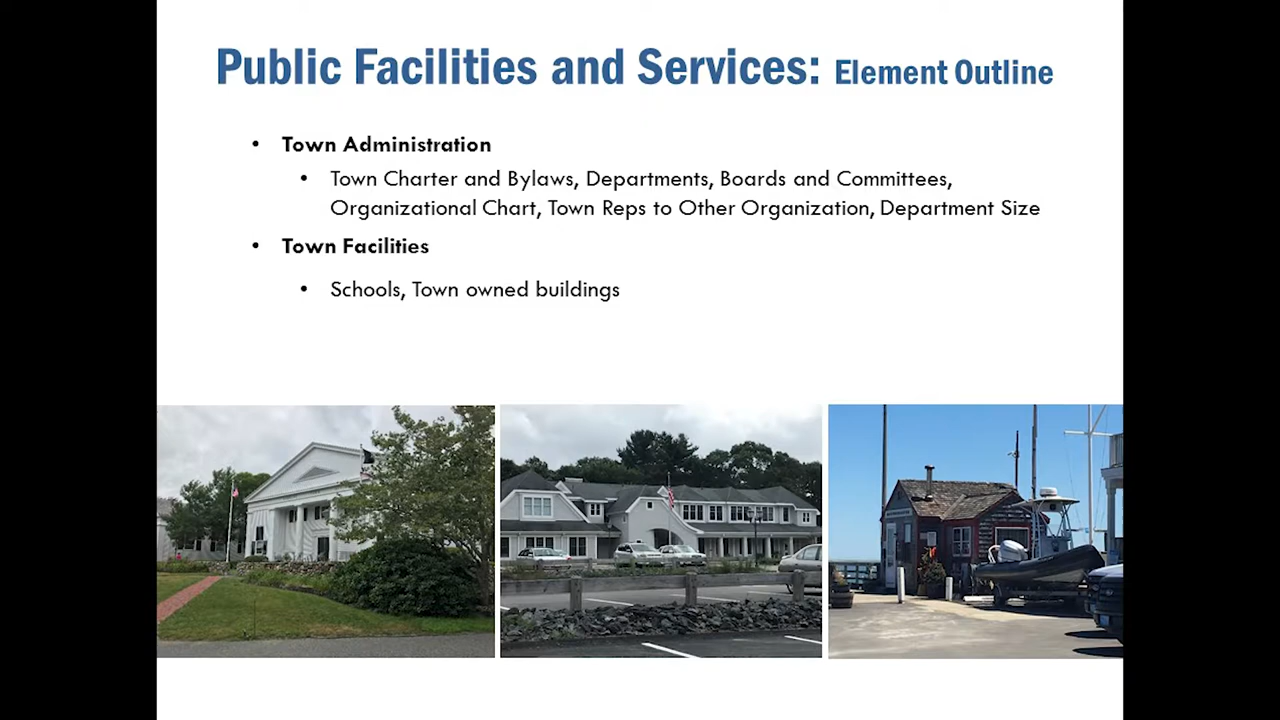 Public Facilities and Services: Element Outline
• Town Administration
• Town Charter and Bylaws, Departments, Boards and Committees,
Organizational Chart, Town Reps to Other Organization, Department Size
• Town Facilities
• Schools, Town owned buildings